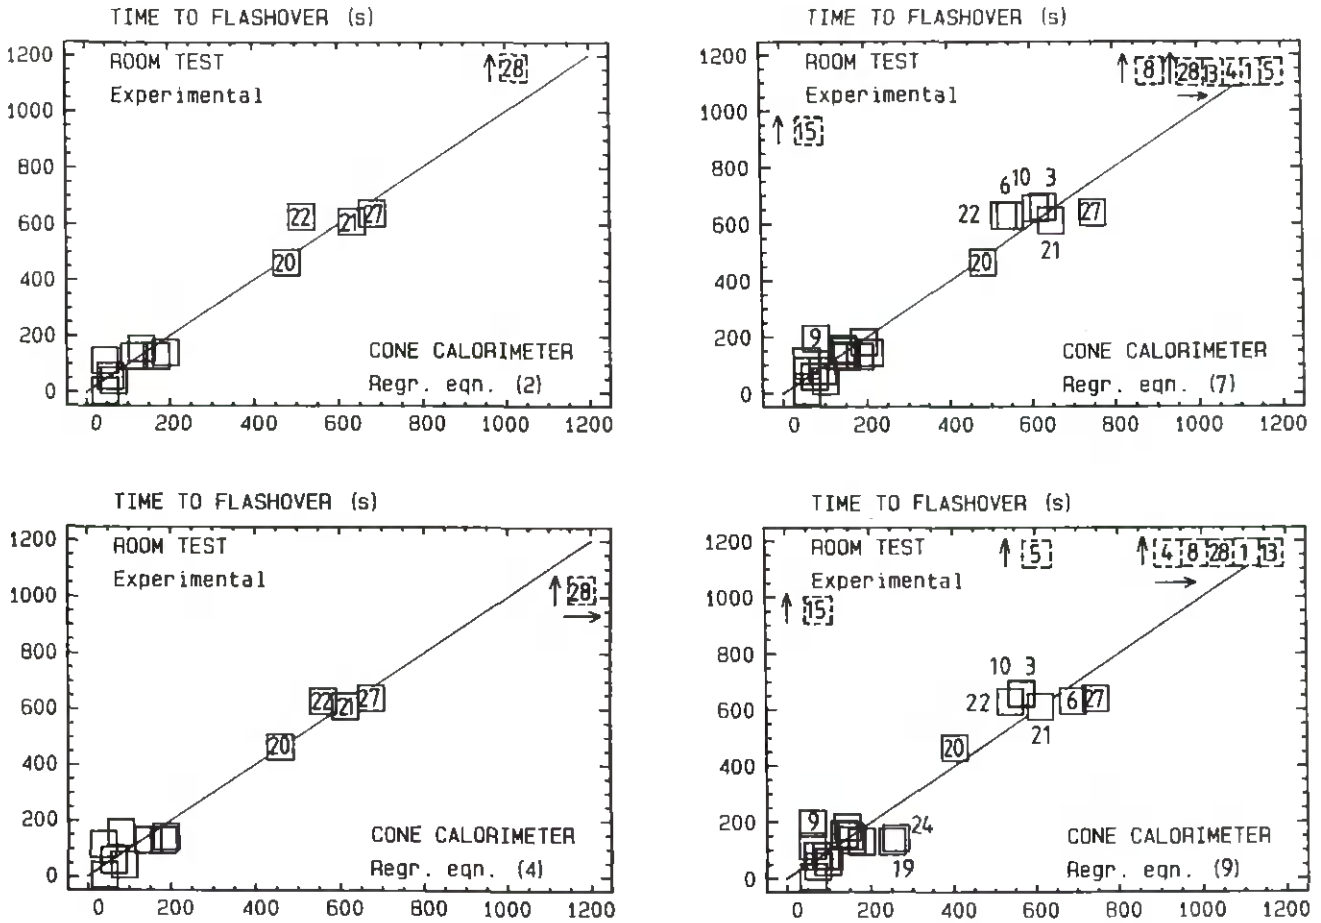 TIME TO FLASHOVER (s)
1200
1000
800
600
400
200
0
ROOM TEST
Experimental
28
22
21
27
20
CONE CALORIMETER
Regr. eqn. (2)
0 200 400 600 800 1000 1200
TIME TO FLASHOVER (s)
1200
1000
800
600
400
200
0
ROOM TEST
Experimental
8 28 13 4 1 5
15
6 10 3
22
27
21
20
9
CONE CALORIMETER
Regr. eqn. (7)
0 200 400 600 800 1000 1200
TIME TO FLASHOVER (s)
1200
1000
800
600
400
200
0
ROOM TEST
Experimental
28
22
21
27
20
CONE CALORIMETER
Regr. eqn. (4)
0 200 400 600 800 1000 1200
TIME TO FLASHOVER (s)
1200
1000
800
600
400
200
0
ROOM TEST
Experimental
5
4 8 28 1 13
15
10 3
22
6 27
21
20
9
24
19
CONE CALORIMETER
Regr. eqn. (9)
0 200 400 600 800 1000 1200